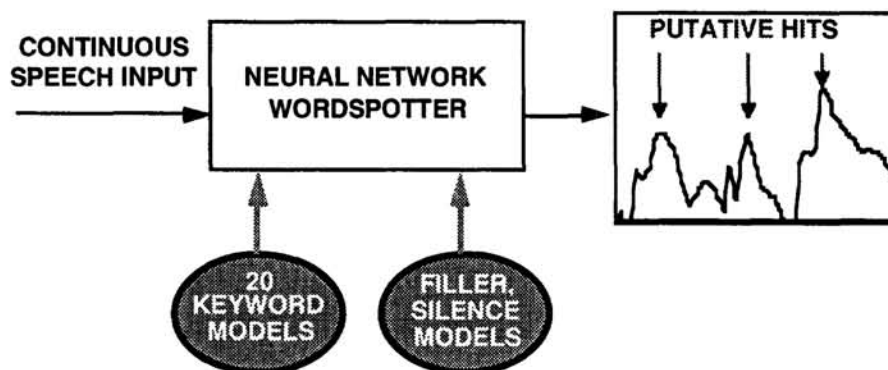 CONTINUOUS
SPEECH INPUT
NEURAL NETWORK
WORDSPOTTER
PUTATIVE HITS
20
KEYWORD
MODELS
FILLER,
SILENCE
MODELS